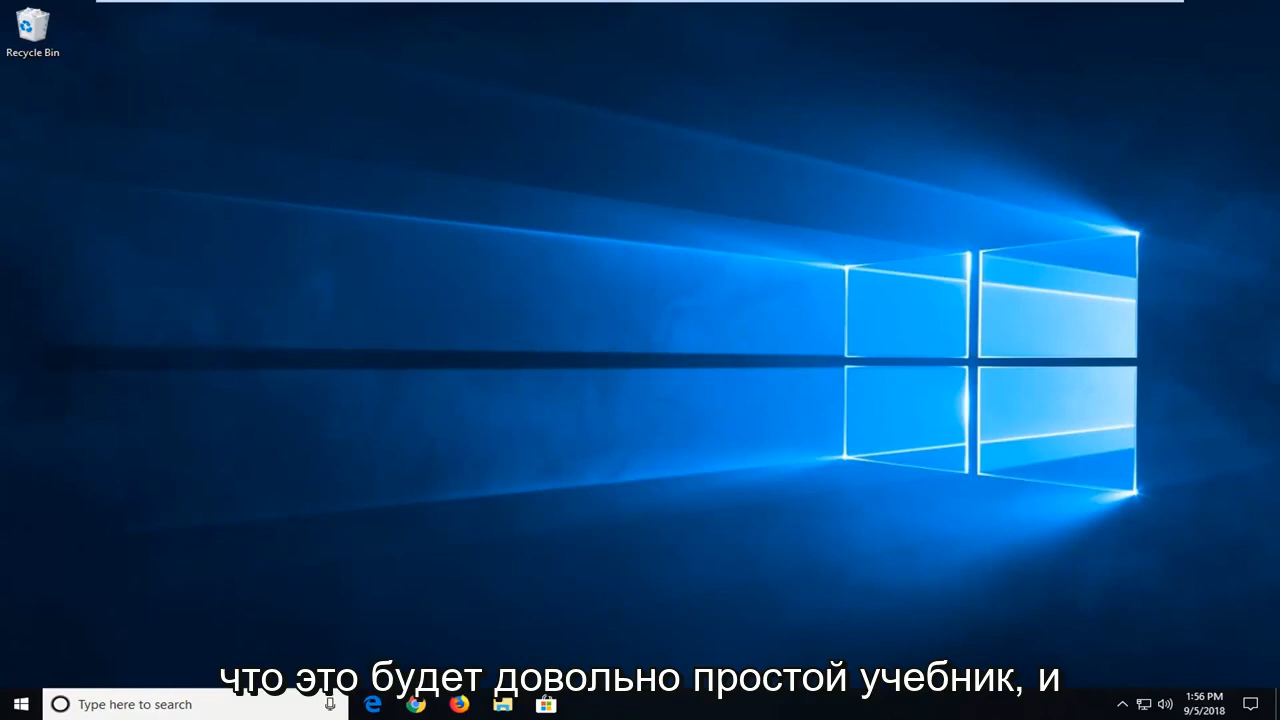 Recycle Bin
что это будет довольно простой учебник, и
Type here to search
1:56 PM
9/5/2018